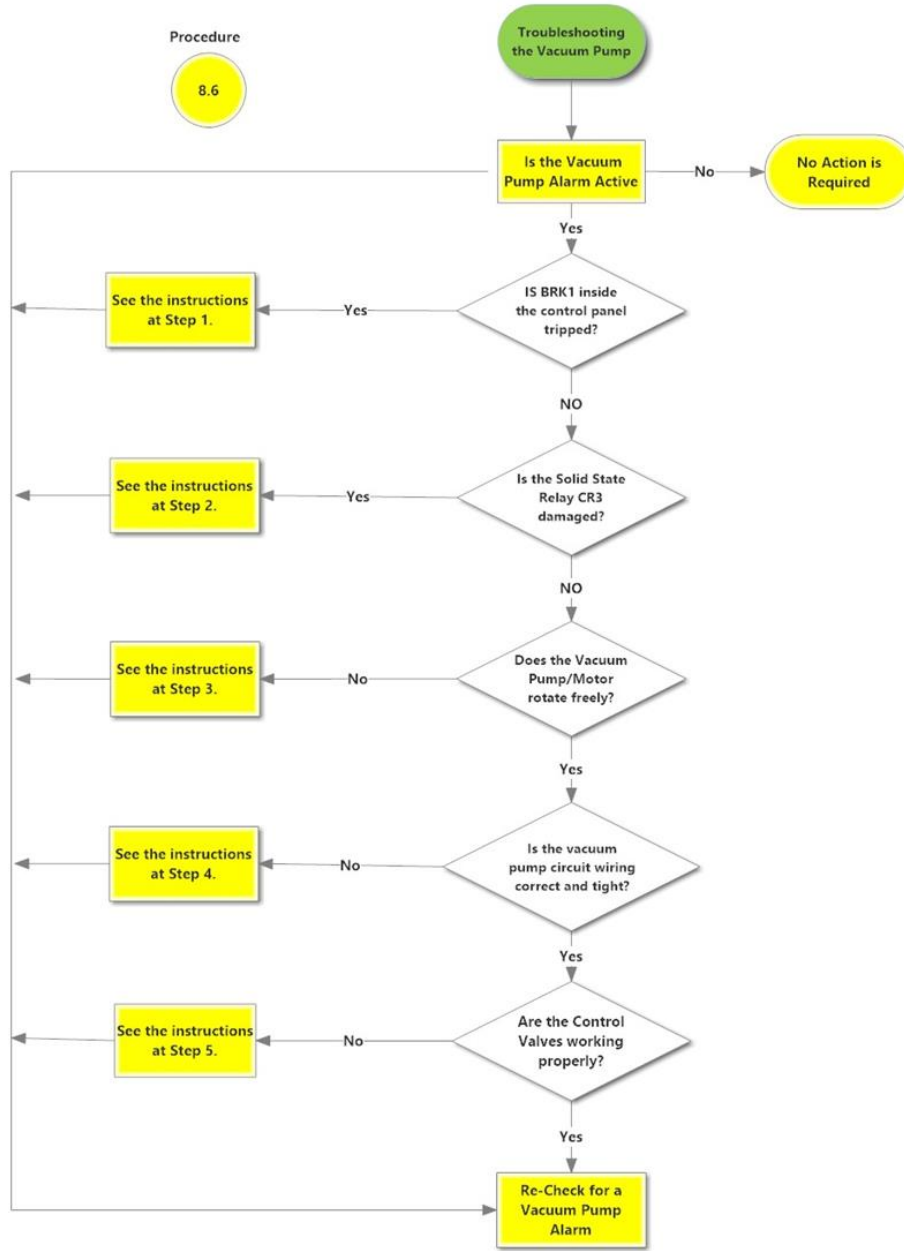 Procedure
8.6
Troubleshooting
the Vacuum Pump
Is the Vacuum
Pump Alarm Active
No
No Action is
Required
Yes
IS BRK1 inside
the control panel
tripped?
Yes
See the instructions
at Step 1.
NO
Is the Solid State
Relay CR3
damaged?
Yes
See the instructions
at Step 2.
NO
Does the Vacuum
Pump/Motor
rotate freely?
No
See the instructions
at Step 3.
Yes
Is the vacuum
pump circuit wiring
correct and tight?
No
See the instructions
at Step 4.
Yes
Are the Control
Valves working
properly?
No
See the instructions
at Step 5.
Yes
Re-Check for a
Vacuum Pump
Alarm